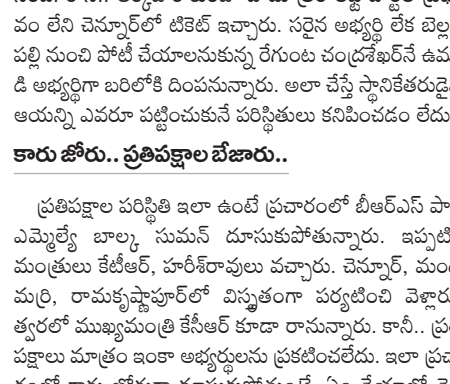 వం లేని చెన్నూర్‌లో టికెట్ ఇచ్చారు. సరైన అభ్యర్థి లేక బెల్ల
పల్లి నుంచి పోటీ చేయాలనుకున్న రేగుంట చంద్రశేఖర్‌నే ఉమ
డి అభ్యర్థిగా బరిలోకి దింపనున్నారు. అలా చేస్తే స్థానికేతరుడై
ఆయన్ని ఎవరూ పట్టించుకునే పరిస్థితులు కనిపించడం లేదు
కారు జోరు.. ప్రతిపక్షాల బేజారు..
ప్రతిపక్షాల పరిస్థితి ఇలా ఉంటే ప్రచారంలో బీఆర్ఎస్ పా
ఎమ్మెల్యే బాల్క సుమన్ దూసుకుపోతున్నారు. ఇప్పటి
మంత్రులు కేటీఆర్, హరీశ్‌రావులు వచ్చారు. చెన్నూర్, మం
మర్రి, రామకృష్ణాపూర్‌లో విస్తృతంగా పర్యటించి వెళ్లారు
త్వరలో ముఖ్యమంత్రి కేసీఆర్ కూడా రానున్నారు. కానీ.. ప్ర
పక్షాలు మాత్రం ఇంకా అభ్యర్థులను ప్రకటించలేదు. ఇలా ప్రచ